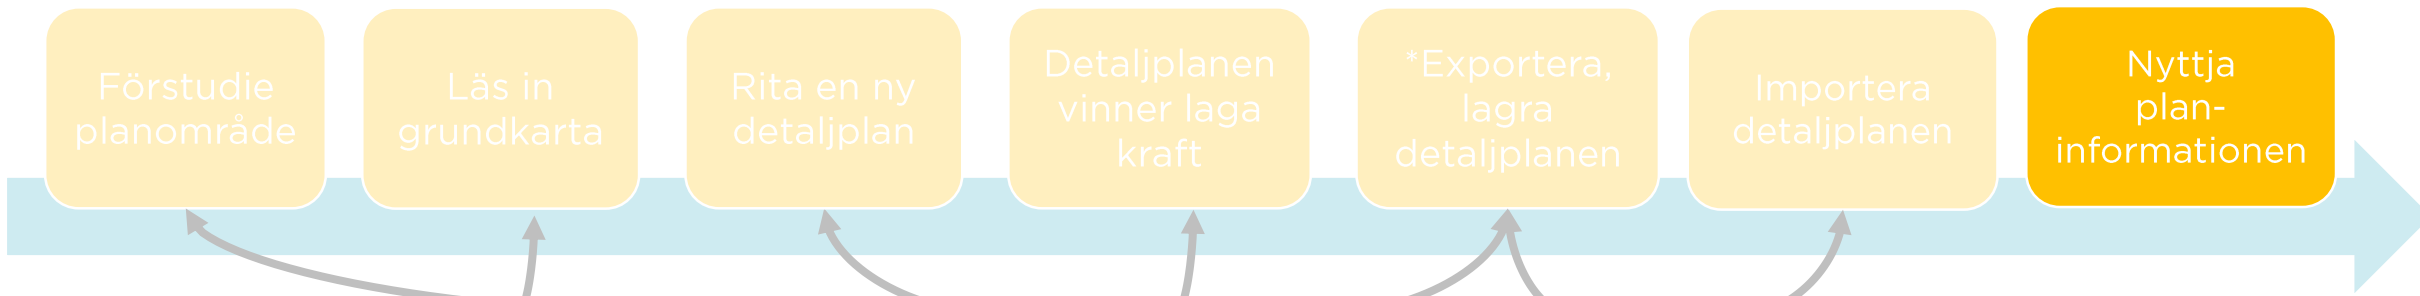 Förstudie
planområde
Läs in
grundkarta
Rita en ny
detaljplan
Detaljplanen
vinner laga
kraft
*Exportera,
lagra
detaljplanen
Importera
detaljplanen
Nyttja
plan-
informationen